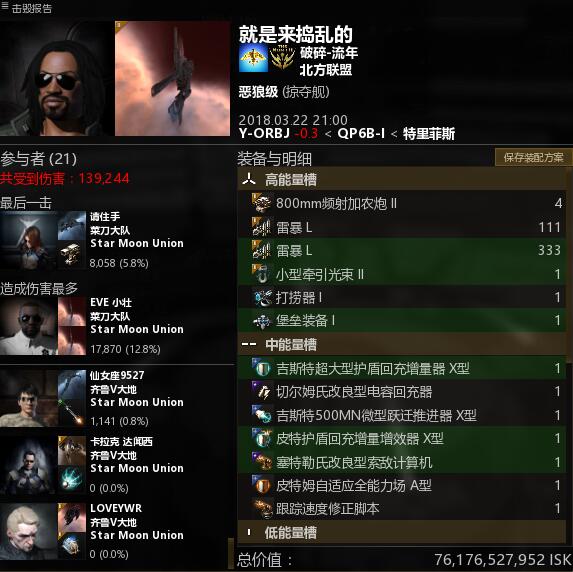 击毁报告
就是来捣乱的
破碎-流年
北方联盟
恶狼级 (掠夺舰)
2018.03.22 21:00
Y-ORBJ -0.3 < QP6B-I < 特里菲斯
参与者 (21)
共受到伤害：139,244
最后一击
请住手
菜刀大队
Star Moon Union
8,058 (5.8%)
造成伤害最多
EVE 小壮
菜刀大队
Star Moon Union
17,870 (12.8%)
仙女座9527
齐鲁V大地
Star Moon Union
1,141 (0.8%)
卡拉克 达闻西
齐鲁V大地
Star Moon Union
0 (0.0%)
LOVEYWR
齐鲁V大地
Star Moon Union
0 (0.0%)
装备与明细
保存装配方案
高能量槽
800mm频射加农炮 II 4
雷暴 L 111
雷暴 L 333
小型牵引光束 II 1
打捞器 I 1
堡垒装备 I 1
中能量槽
吉斯特超大型护盾回充增量器 X型 1
切尔姆氏改良型电容回充器 1
吉斯特500MN微型跃迁推进器 X型 1
皮特护盾回充增量增效器 X型 1
塞特勒氏改良型索敌计算机 1
皮特姆自适应全能力场 A型 1
跟踪速度修正脚本 1
低能量槽
总价值： 76,176,527,952 ISK